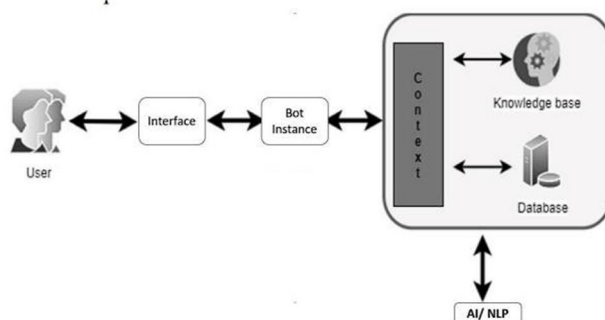 User
Interface
Bot
Instance
C
o
n
t
e
x
t
Knowledge base
Database
AI/ NLP